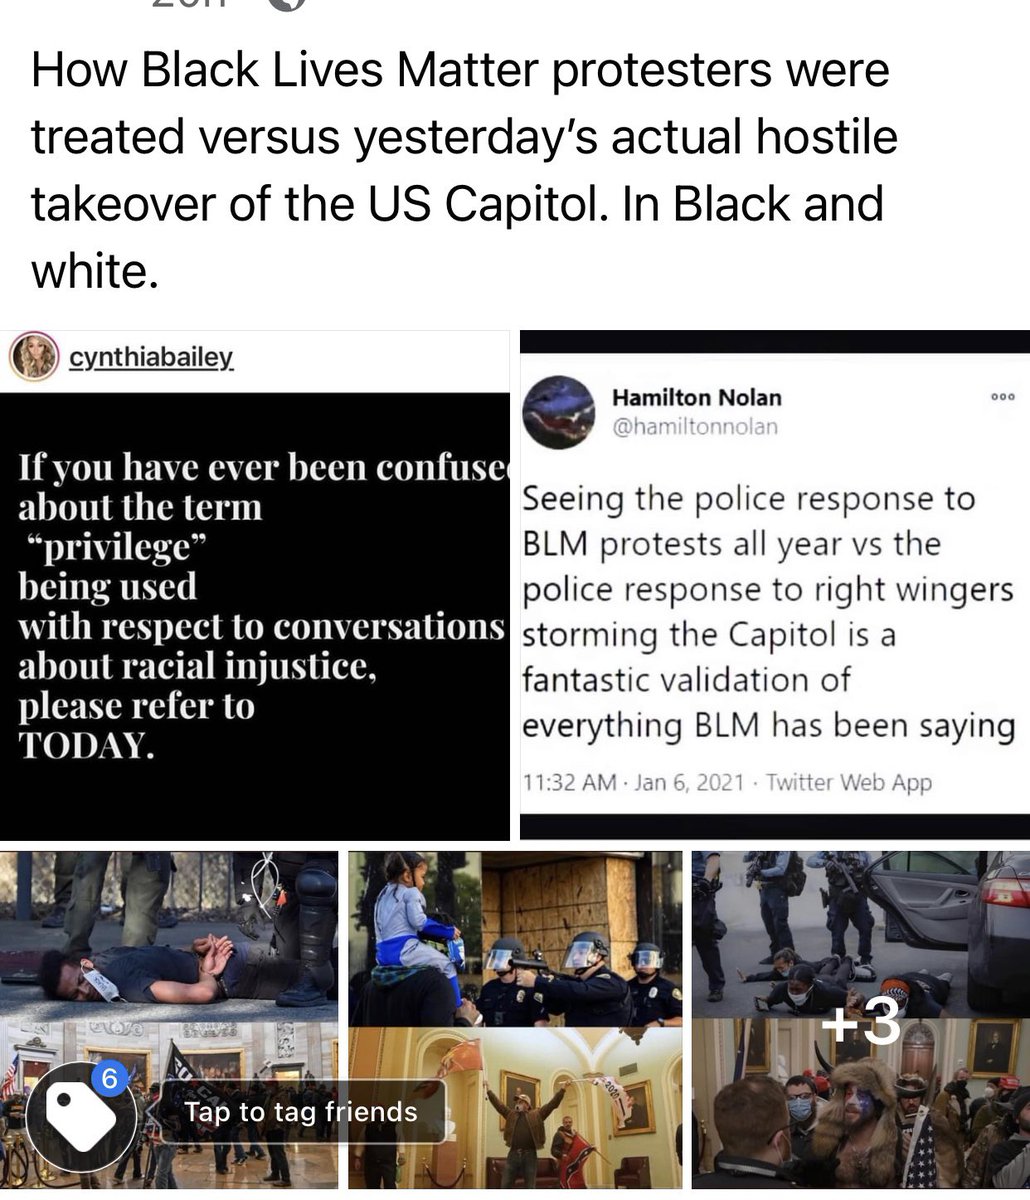 How Black Lives Matter protesters were
treated versus yesterday’s actual hostile
takeover of the US Capitol. In Black and
white.
cynthiabailey
If you have ever been confuse
about the term
“privilege”
being used
with respect to conversations
about racial injustice,
please refer to
TODAY.
Hamilton Nolan
@hamiltonnolan
Seeing the police response to
BLM protests all year vs the
police response to right wingers
storming the Capitol is a
fantastic validation of
everything BLM has been saying
11:32 AM · Jan 6, 2021 · Twitter Web App
+3
6
Tap to tag friends